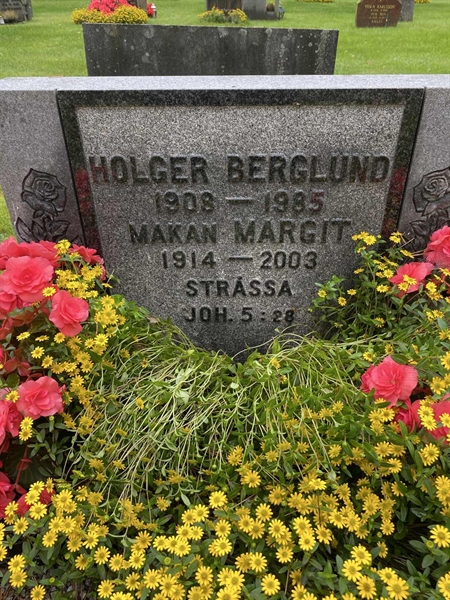 HOLGER BERGLUND
1908 — 1985
MAKAN MARGIT
1914 — 2003
STRÅSSA
JOH. 5:28